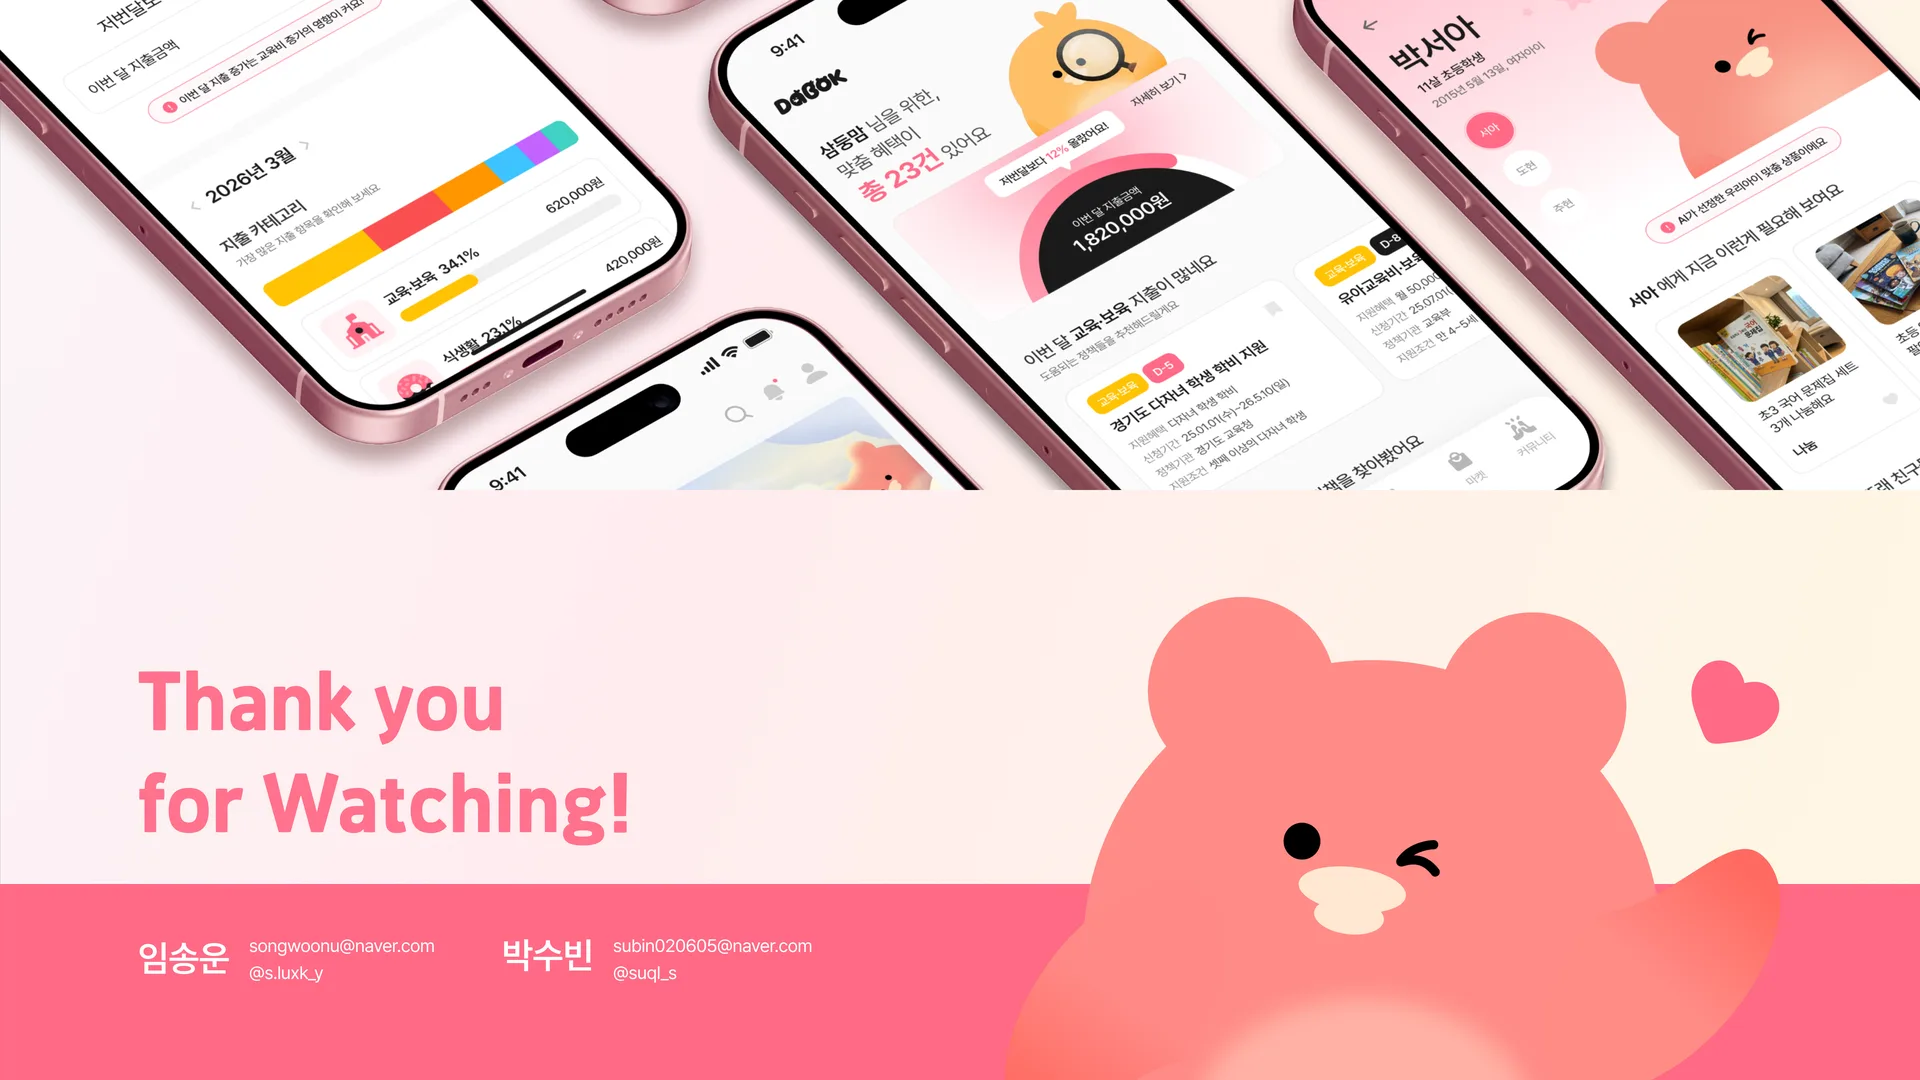 저번달보
이번 달 지출금액
이번 달 지출 증가는 교육비 증가의 영향이 커요!
2026년 3월
지출 카테고리
가장 많은 지출 항목을 확인해 보세요
교육·보육 34.1%
620,000원
식생활 23.1%
420,000원
9:41
9:41
DaBOK
삼둥맘 님을 위한,
맞춤 혜택이
총 23건 있어요
자세히 보기
저번달보다 12% 올랐어요!
이번 달 지출금액
1,820,000원
이번 달 교육·보육 지출이 많네요
도움되는 정책들을 추천해드릴게요
교육·보육 D-5
경기도 다자녀 학생 학비 지원
지원혜택 다자녀 학생 학비
신청기간 25.01.01(수)~26.5.10(일)
정책기관 경기도 교육청
지원조건 셋째 이상의 다자녀 학생
교육·보육 D-8
유아교육비·보육
지원혜택 월 50,000
신청기간 25.07.01(
정책기관 교육부
지원조건 만 4~5세
책을 찾아봤어요
마켓
커뮤니티
박서아
11살 초등학생
2015년 5월 13일, 여자아이
서아
도현
주현
AI가 선정한 우리아이 맞춤 상품이에요
서아 에게 지금 이런게 필요해 보여요
초3 국어 문제집 세트
3개 나눔해요
나눔
초등
또래 친구
Thank you
for Watching!
임송운
songwoonu@naver.com
@s.luxk_y
박수빈
subin020605@naver.com
@suql_s